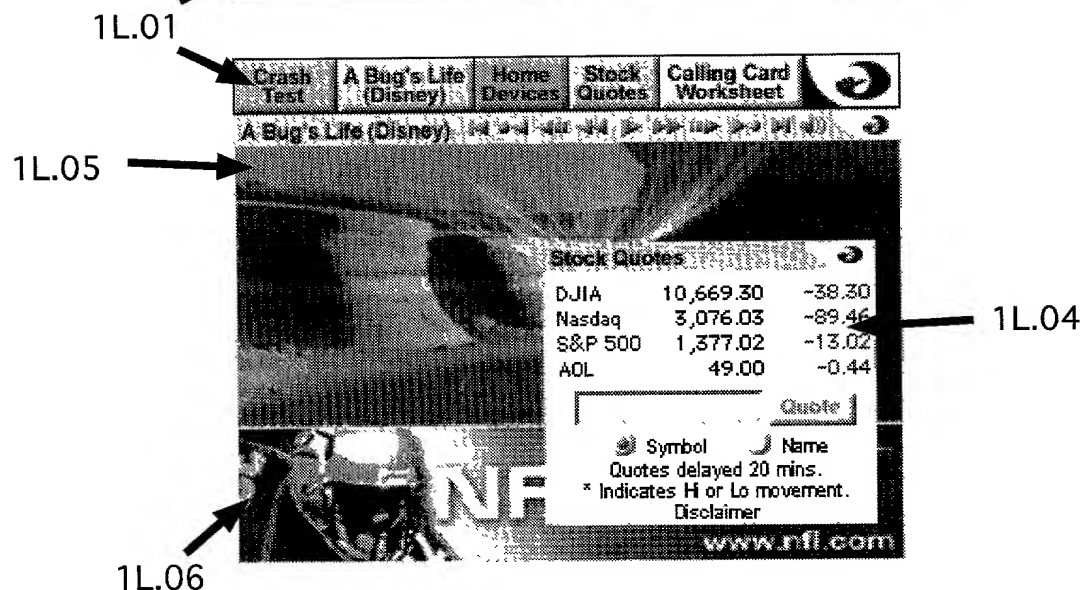 1L.01
Crash Test
A Bug's Life (Disney)
Home Devices
Stock Quotes
Calling Card Worksheet
A Bug's Life (Disney)
1L.05
Stock Quotes
DJIA 10,669.30 -38.30
Nasdaq 3,076.03 -89.46
1L.04
S&P 500 1,377.02 -13.02
AOL 49.00 -0.44
Quote
Symbol Name
Quotes delayed 20 mins.
* Indicates Hi or Lo movement.
Disclaimer
NF
www.nfl.com
1L.06